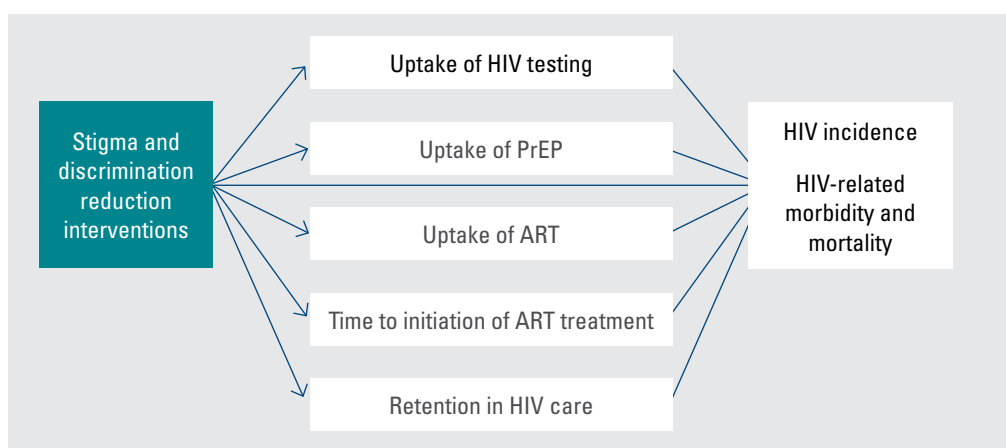 Stigma and
discrimination
reduction
interventions
Uptake of HIV testing
Uptake of PrEP
Uptake of ART
Time to initiation of ART treatment
Retention in HIV care
HIV incidence
HIV-related
morbidity and
mortality